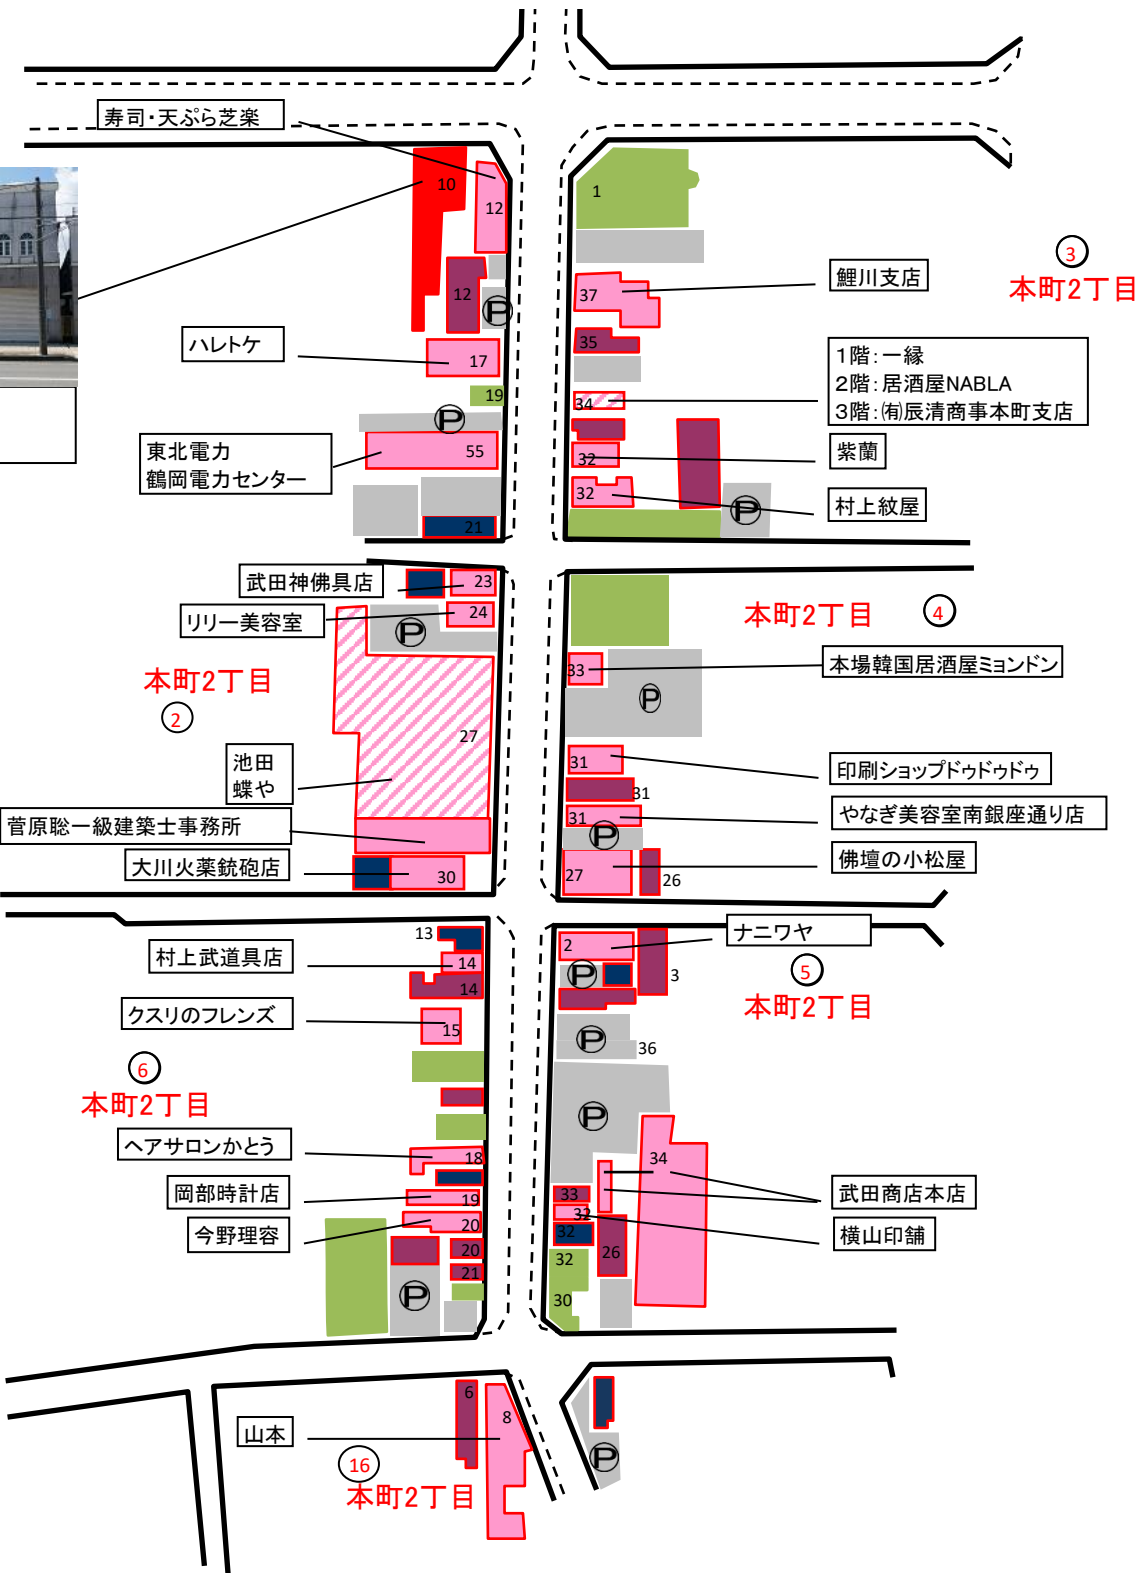 寿司・天ぷら芝楽
10
12
1
3
本町2丁目
鯉川支店
37
12
P
ハレトケ
17
35
1階:一縁
2階:居酒屋NABLA
3階:㈲辰清商事本町支店
19
34
P
東北電力
鶴岡電力センター
55
32
紫蘭
32
村上紋屋
P
21
武田神佛具店
23
リリー美容室
24
P
本町2丁目
4
本町2丁目
2
33
本場韓国居酒屋ミョンドン
P
27
池田
蝶や
31
印刷ショップドゥドゥドゥ
31
菅原聡一級建築士事務所
31
やなぎ美容室南銀座通り店
P
大川火薬銃砲店
30
27
26
佛壇の小松屋
13
2
ナニワヤ
村上武道具店
14
P
3
5
本町2丁目
14
クスリのフレンズ
15
P
36
6
本町2丁目
P
ヘアサロンかとう
18
34
岡部時計店
19
33
武田商店本店
今野理容
20
32
横山印舗
20
32
26
21
32
P
30
6
8
山本
16
本町2丁目
P